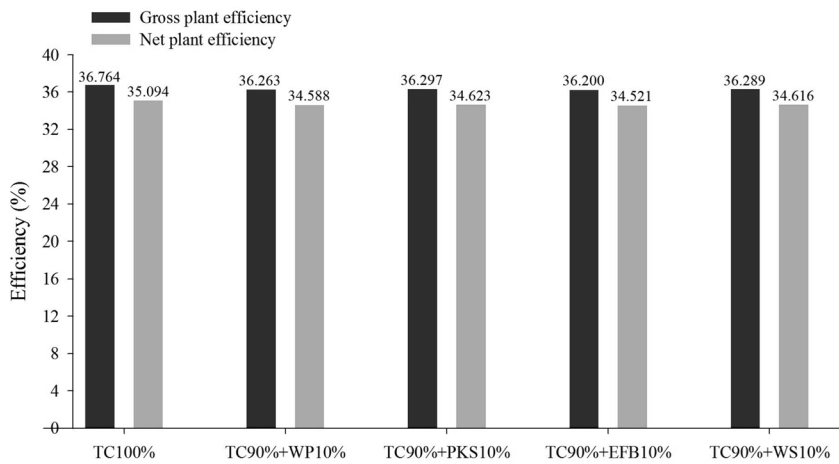 Gross plant efficiency
Net plant efficiency
40
36
32
28
24
20
16
12
8
4
0
Efficiency (%)
36.764
35.094
36.263
34.588
36.297
34.623
36.200
34.521
36.289
34.616
TC100%
TC90%+WP10%
TC90%+PKS10%
TC90%+EFB10%
TC90%+WS10%